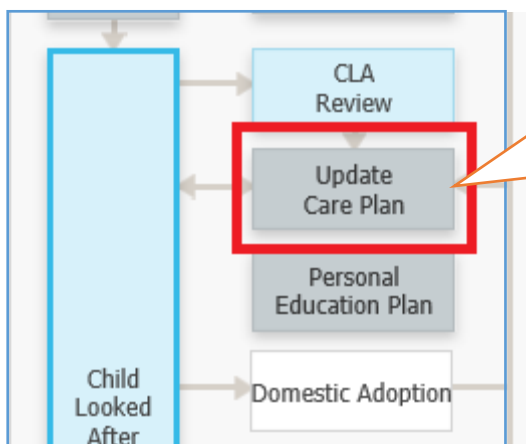 CLA
Review
Update
Care Plan
Personal
Education Plan
Domestic Adoption
Child
Looked
After